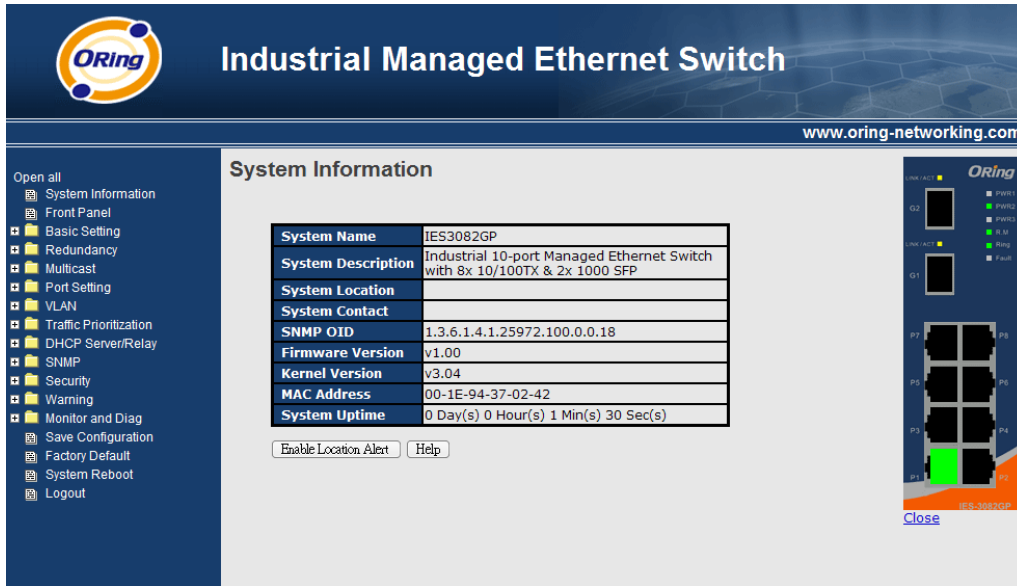 ORing
Industrial Managed Ethernet Switch
www.oring-networking.com
Open all
System Information
Front Panel
Basic Setting
Redundancy
Multicast
Port Setting
VLAN
Traffic Prioritization
DHCP Server/Relay
SNMP
Security
Warning
Monitor and Diag
Save Configuration
Factory Default
System Reboot
Logout
System Information
System Name IES3082GP
System Description Industrial 10-port Managed Ethernet Switch
with 8x 10/100TX & 2x 1000 SFP
System Location
System Contact
SNMP OID 1.3.6.1.4.1.25972.100.0.0.18
Firmware Version v1.00
Kernel Version v3.04
MAC Address 00-1E-94-37-02-42
System Uptime 0 Day(s) 0 Hour(s) 1 Min(s) 30 Sec(s)
Enable Location Alert Help
LINK/ACT ORing
PWR1
G2 PWR2
PWR3
R.M
LINK/ACT Ring
Fault
G1
P7 P8
P5 P6
P3 P4
P1 P2
IES-3082GP
Close